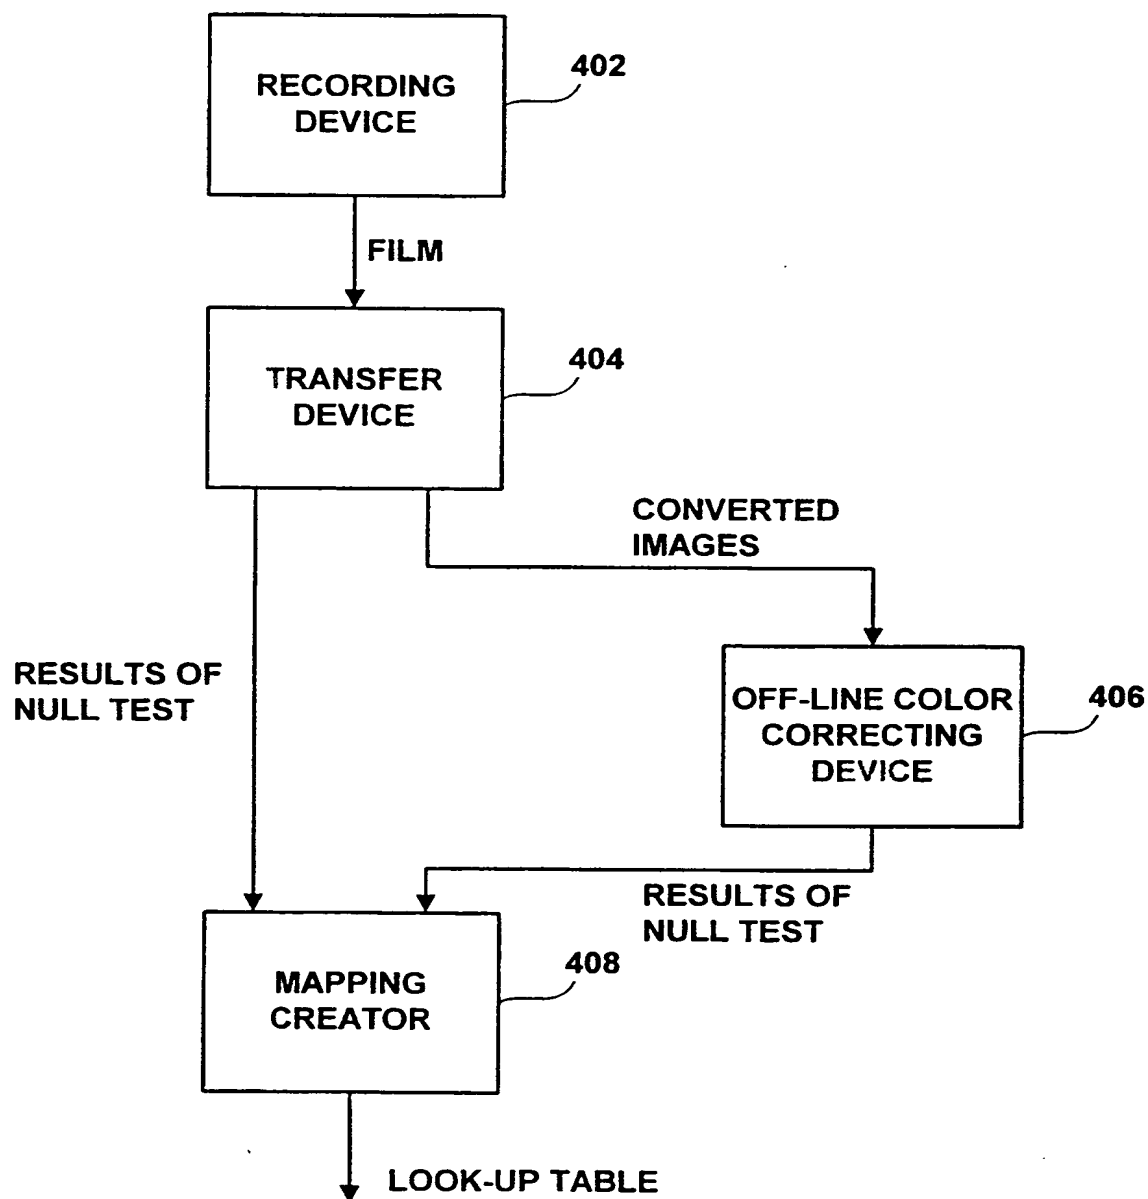 402
RECORDING
DEVICE
FILM
404
TRANSFER
DEVICE
CONVERTED
IMAGES
RESULTS OF
NULL TEST
OFF-LINE COLOR
CORRECTING
DEVICE
406
RESULTS OF
NULL TEST
408
MAPPING
CREATOR
LOOK-UP TABLE